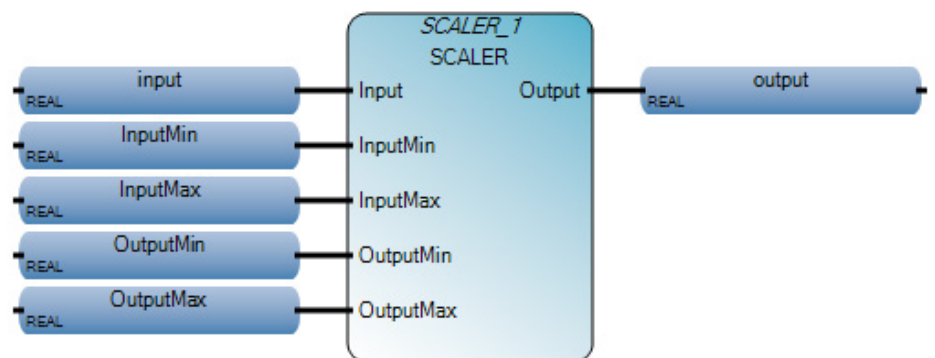 SCALER_1
SCALER
input
REAL
Input
Output
output
REAL
InputMin
REAL
InputMin
InputMax
REAL
InputMax
OutputMin
REAL
OutputMin
OutputMax
REAL
OutputMax